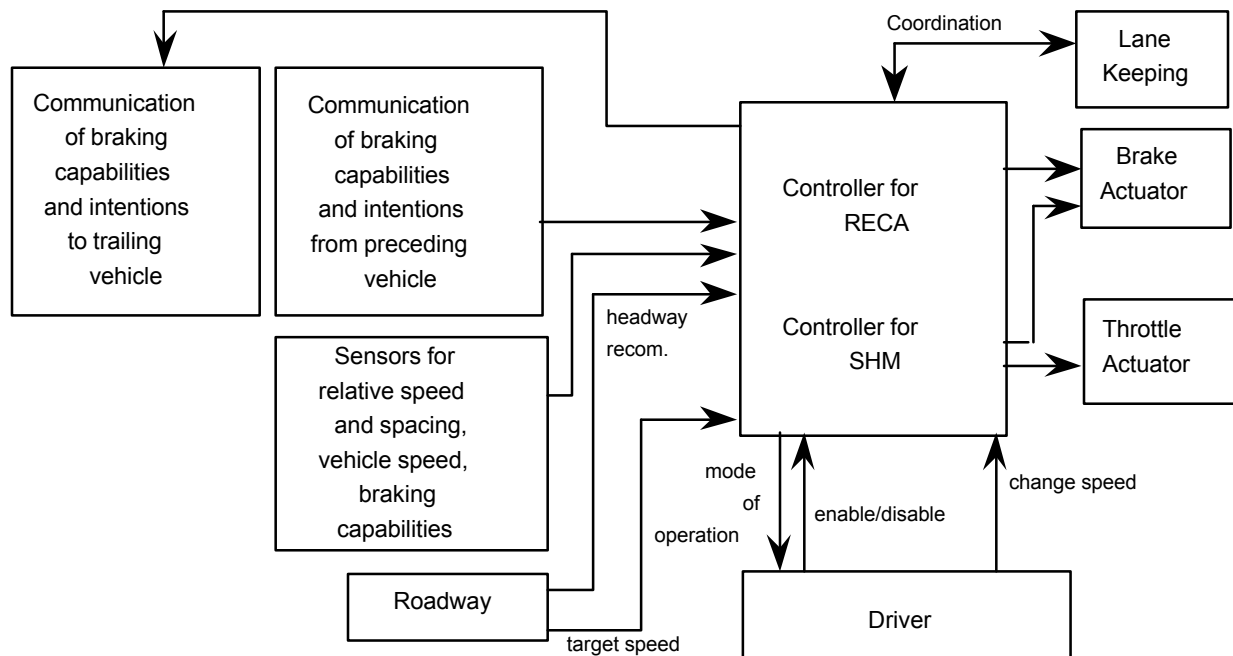 Communication
of braking
capabilities
and intentions
to trailing
vehicle
Communication
of braking
capabilities
and intentions
from preceding
vehicle
Coordination
Lane
Keeping
Controller for
RECA
Controller for
SHM
Brake
Actuator
Throttle
Actuator
headway
recom.
Sensors for
relative speed
and spacing,
vehicle speed,
braking
capabilities
mode
of
operation
enable/disable
change speed
Roadway
target speed
Driver